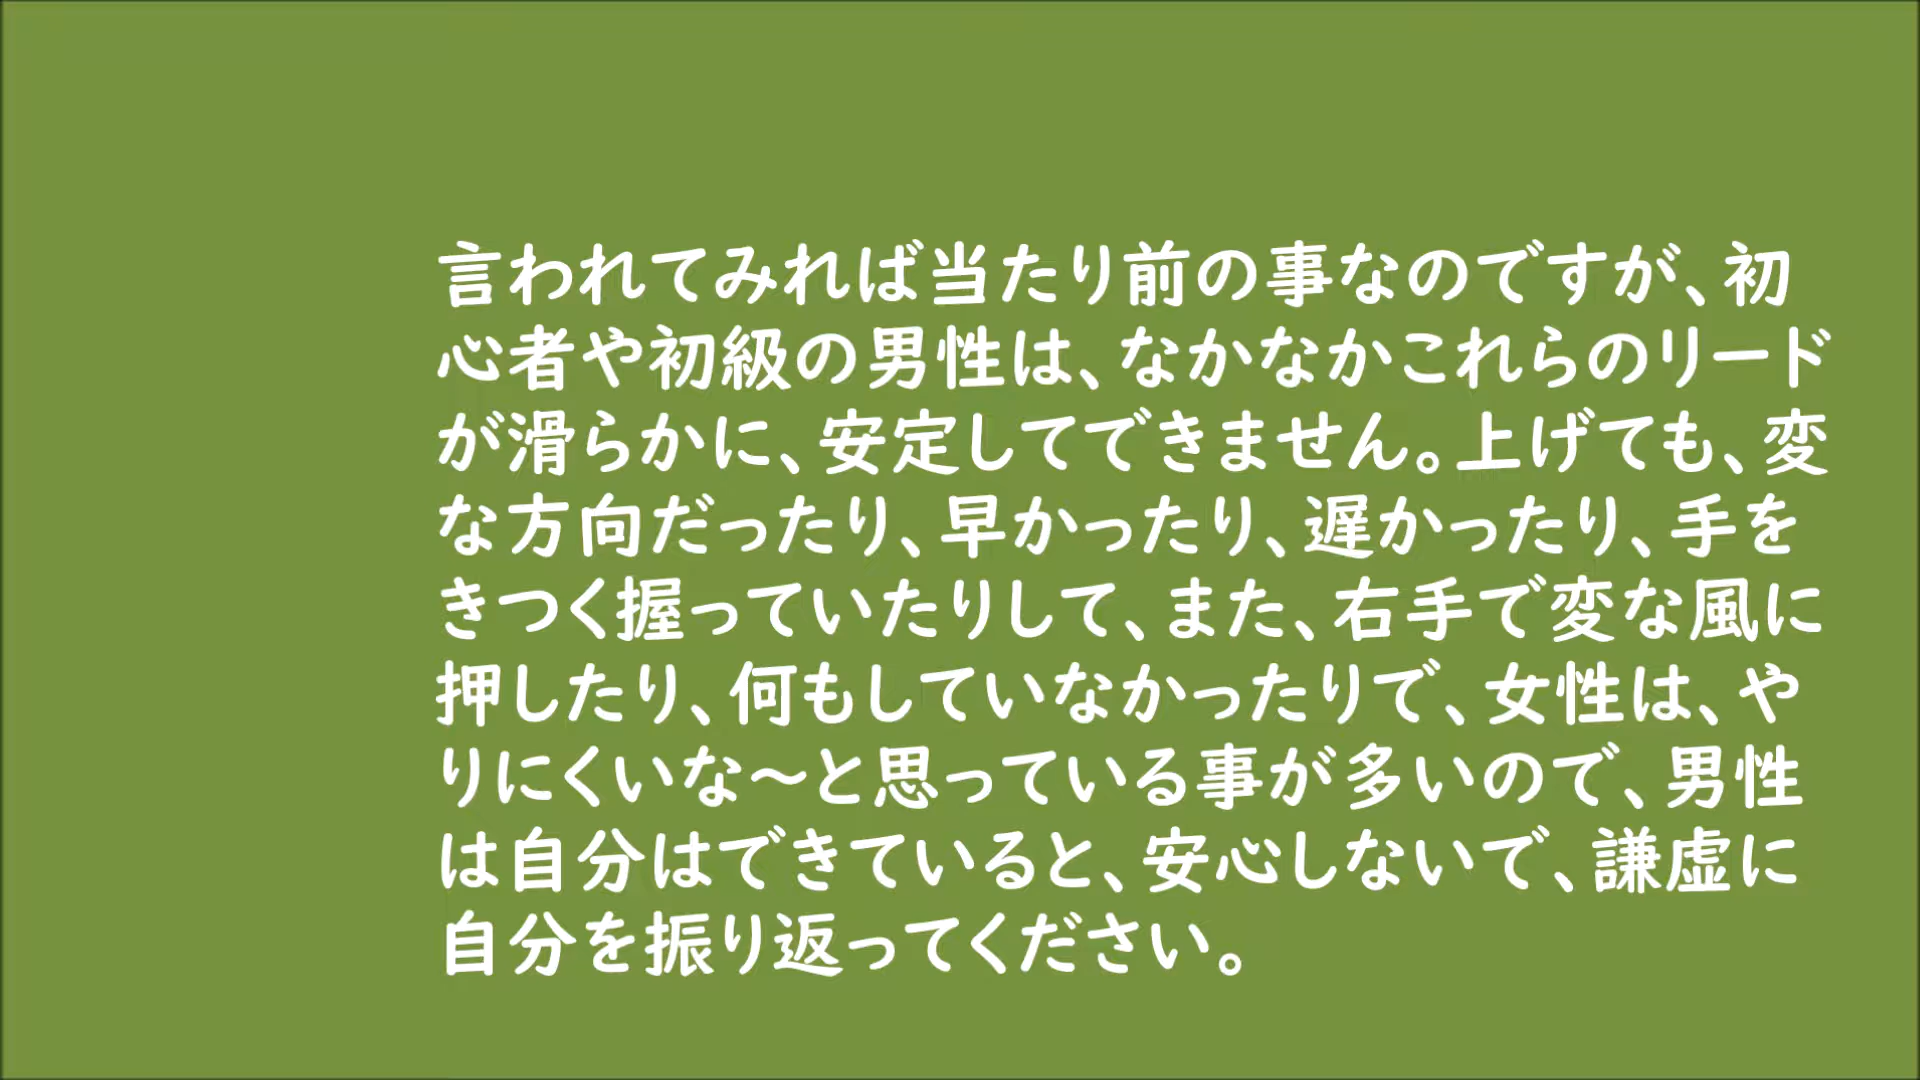 言われてみれば当たり前の事なのですが、初
心者や初級の男性は、なかなかこれらのリード
が滑らかに、安定してできません。上げても、変
な方向だったり、早かったり、遅かったり、手を
きつく握っていたりして、また、右手で変な風に
押したり、何もしていなかったりで、女性は、や
りにくいな～と思っている事が多いので、男性
は自分はできていると、安心しないで、謙虚に
自分を振り返ってください。